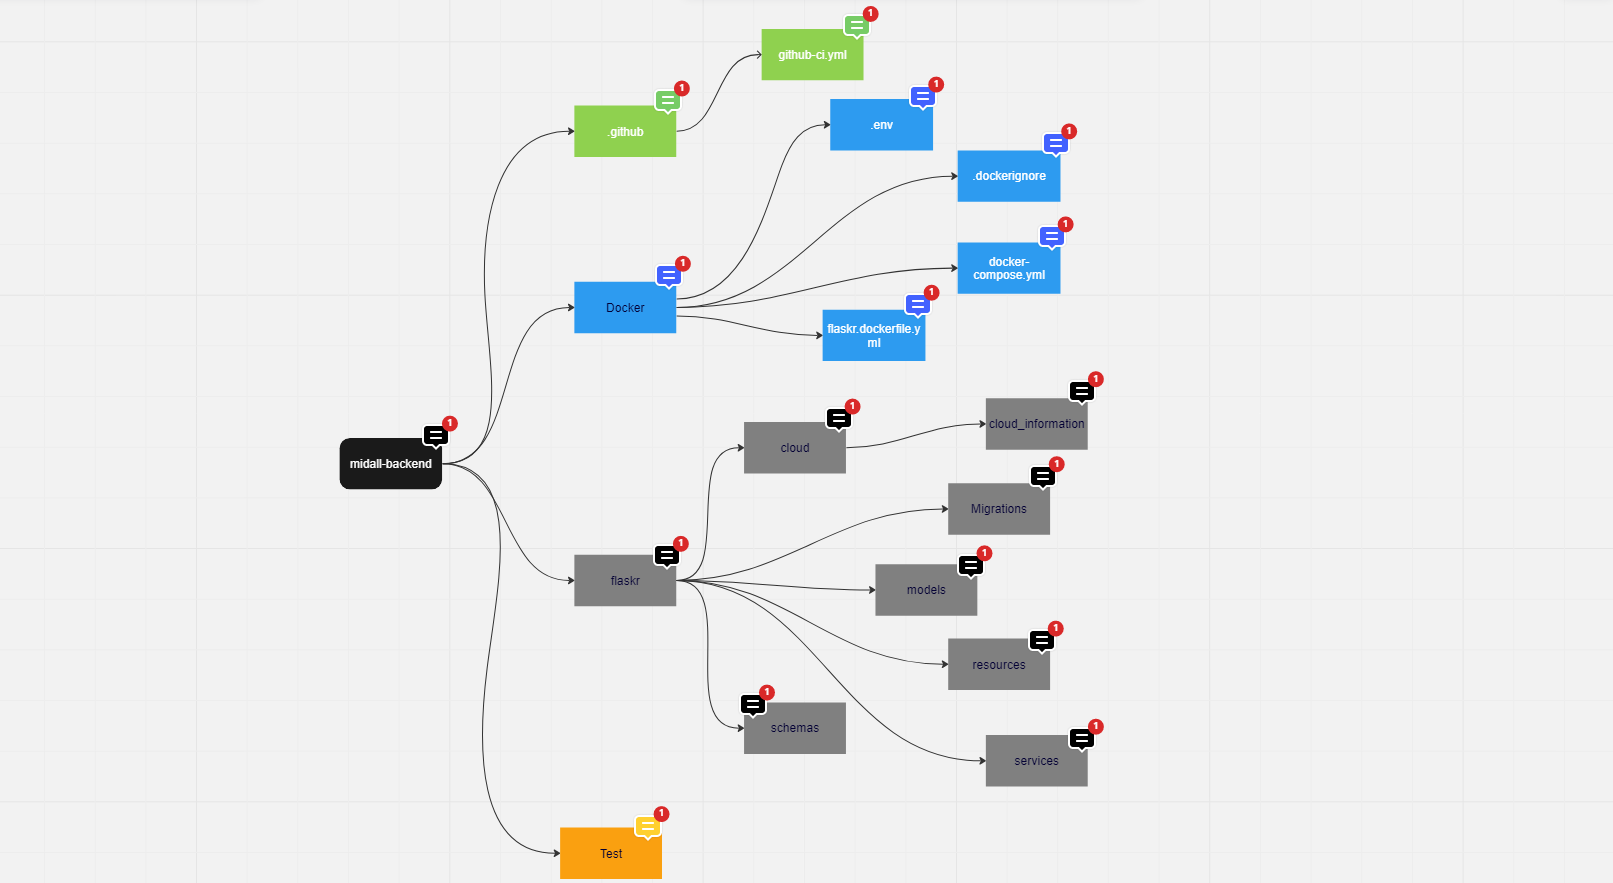 1
github-ci.yml
1
.github
1
.env
1
.dockerignore
1
docker-
compose.yml
1
Docker
1
flaskr.dockerfile.y
ml
1
cloud
1
cloud_information
1
midall-backend
1
Migrations
1
flaskr
1
models
1
resources
1
schemas
1
services
1
Test